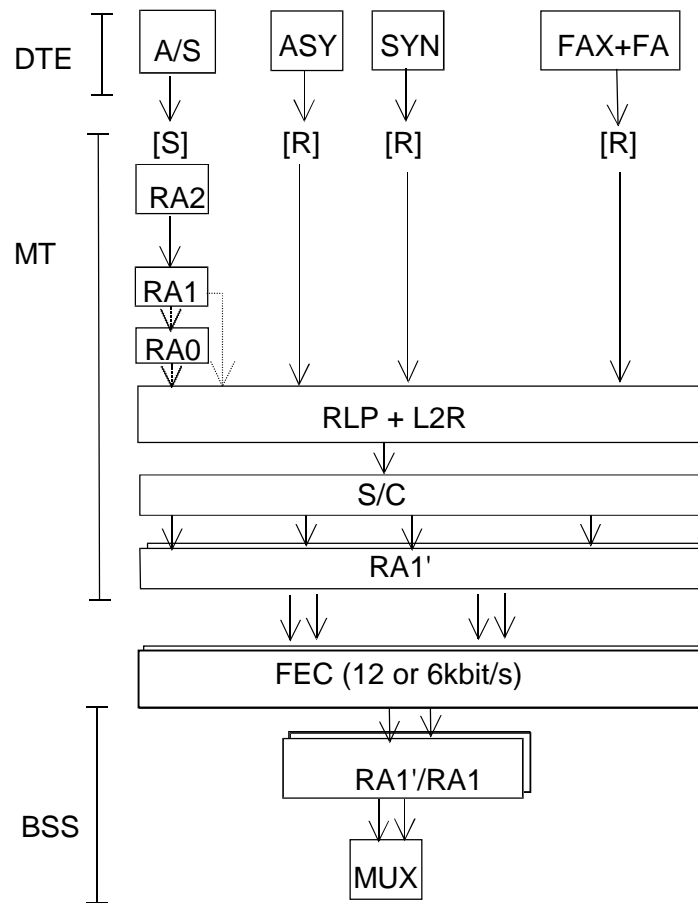 DTE
A/S
ASY
SYN
FAX+FA
[S]
[R]
[R]
[R]
RA2
MT
RA1
RA0
RLP + L2R
S/C
RA1'
FEC (12 or 6kbit/s)
RA1'/RA1
BSS
MUX